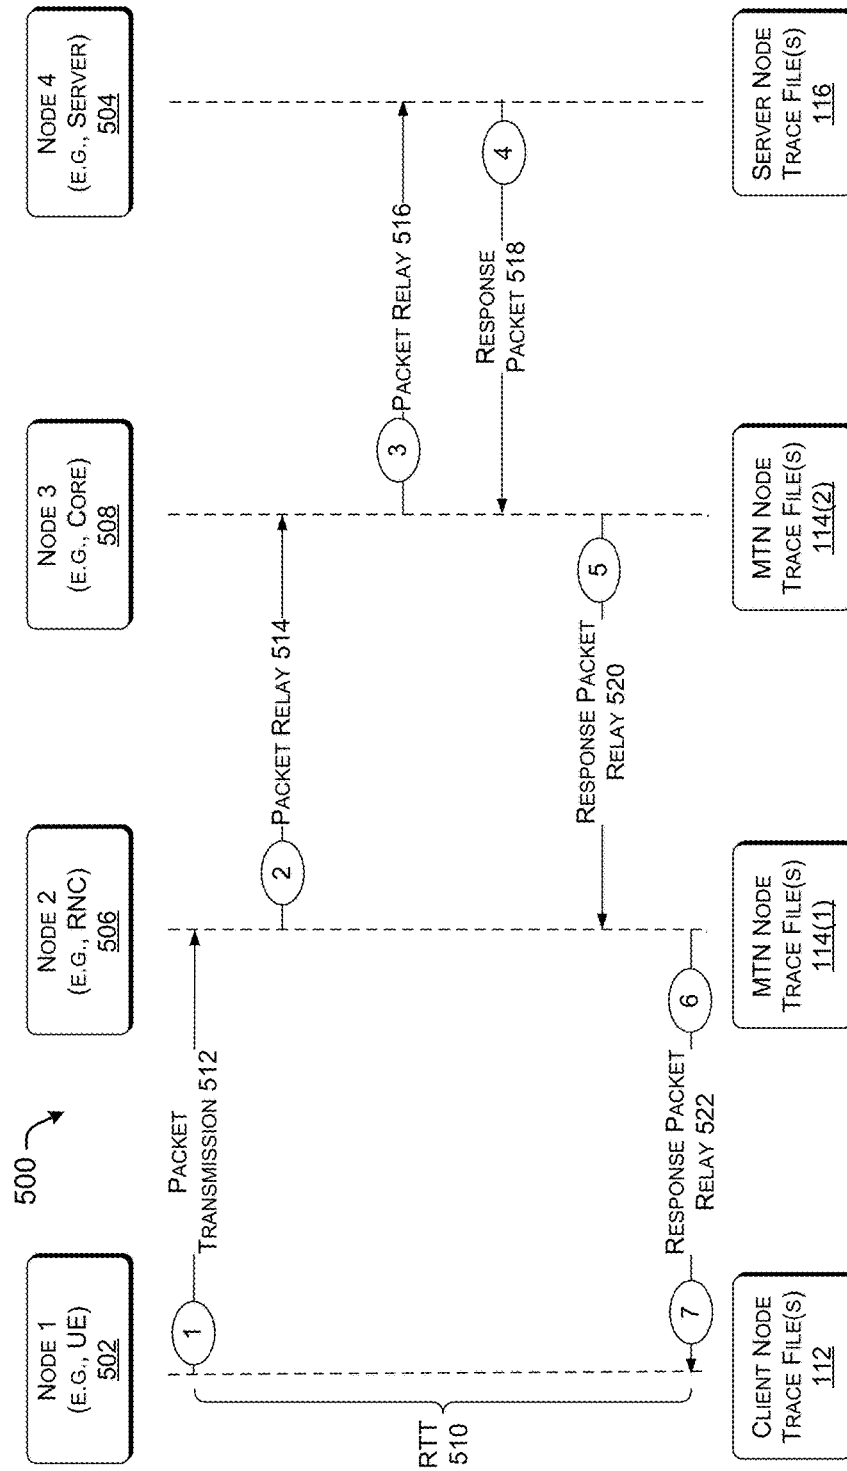 500
NODE 1
(E.G., UE)
502
NODE 2
(E.G., RNC)
506
NODE 3
(E.G., CORE)
508
NODE 4
(E.G., SERVER)
504
1
PACKET
TRANSMISSION 512
2
PACKET RELAY 514
3
PACKET RELAY 516
4
RESPONSE
PACKET 518
5
RESPONSE PACKET
RELAY 520
6
RESPONSE PACKET
RELAY 522
7
RTT
510
CLIENT NODE
TRACE FILE(S)
112
MTN NODE
TRACE FILE(S)
114(1)
MTN NODE
TRACE FILE(S)
114(2)
SERVER NODE
TRACE FILE(S)
116